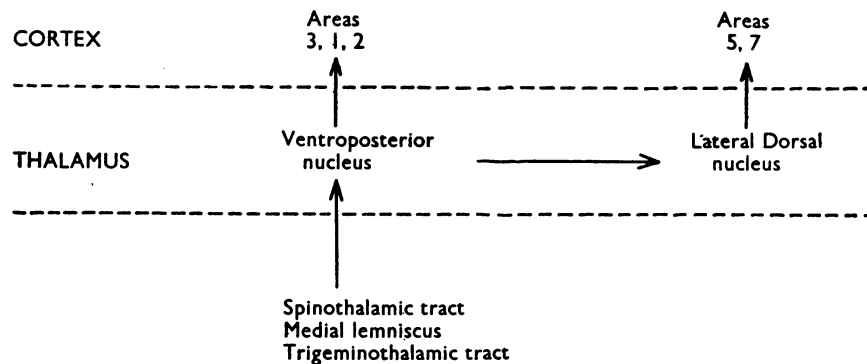 CORTEX
Areas
3, 1, 2
Areas
5, 7
THALAMUS
Ventroposterior
nucleus
Lateral Dorsal
nucleus
Spinothalamic tract
Medial lemniscus
Trigeminothalamic tract